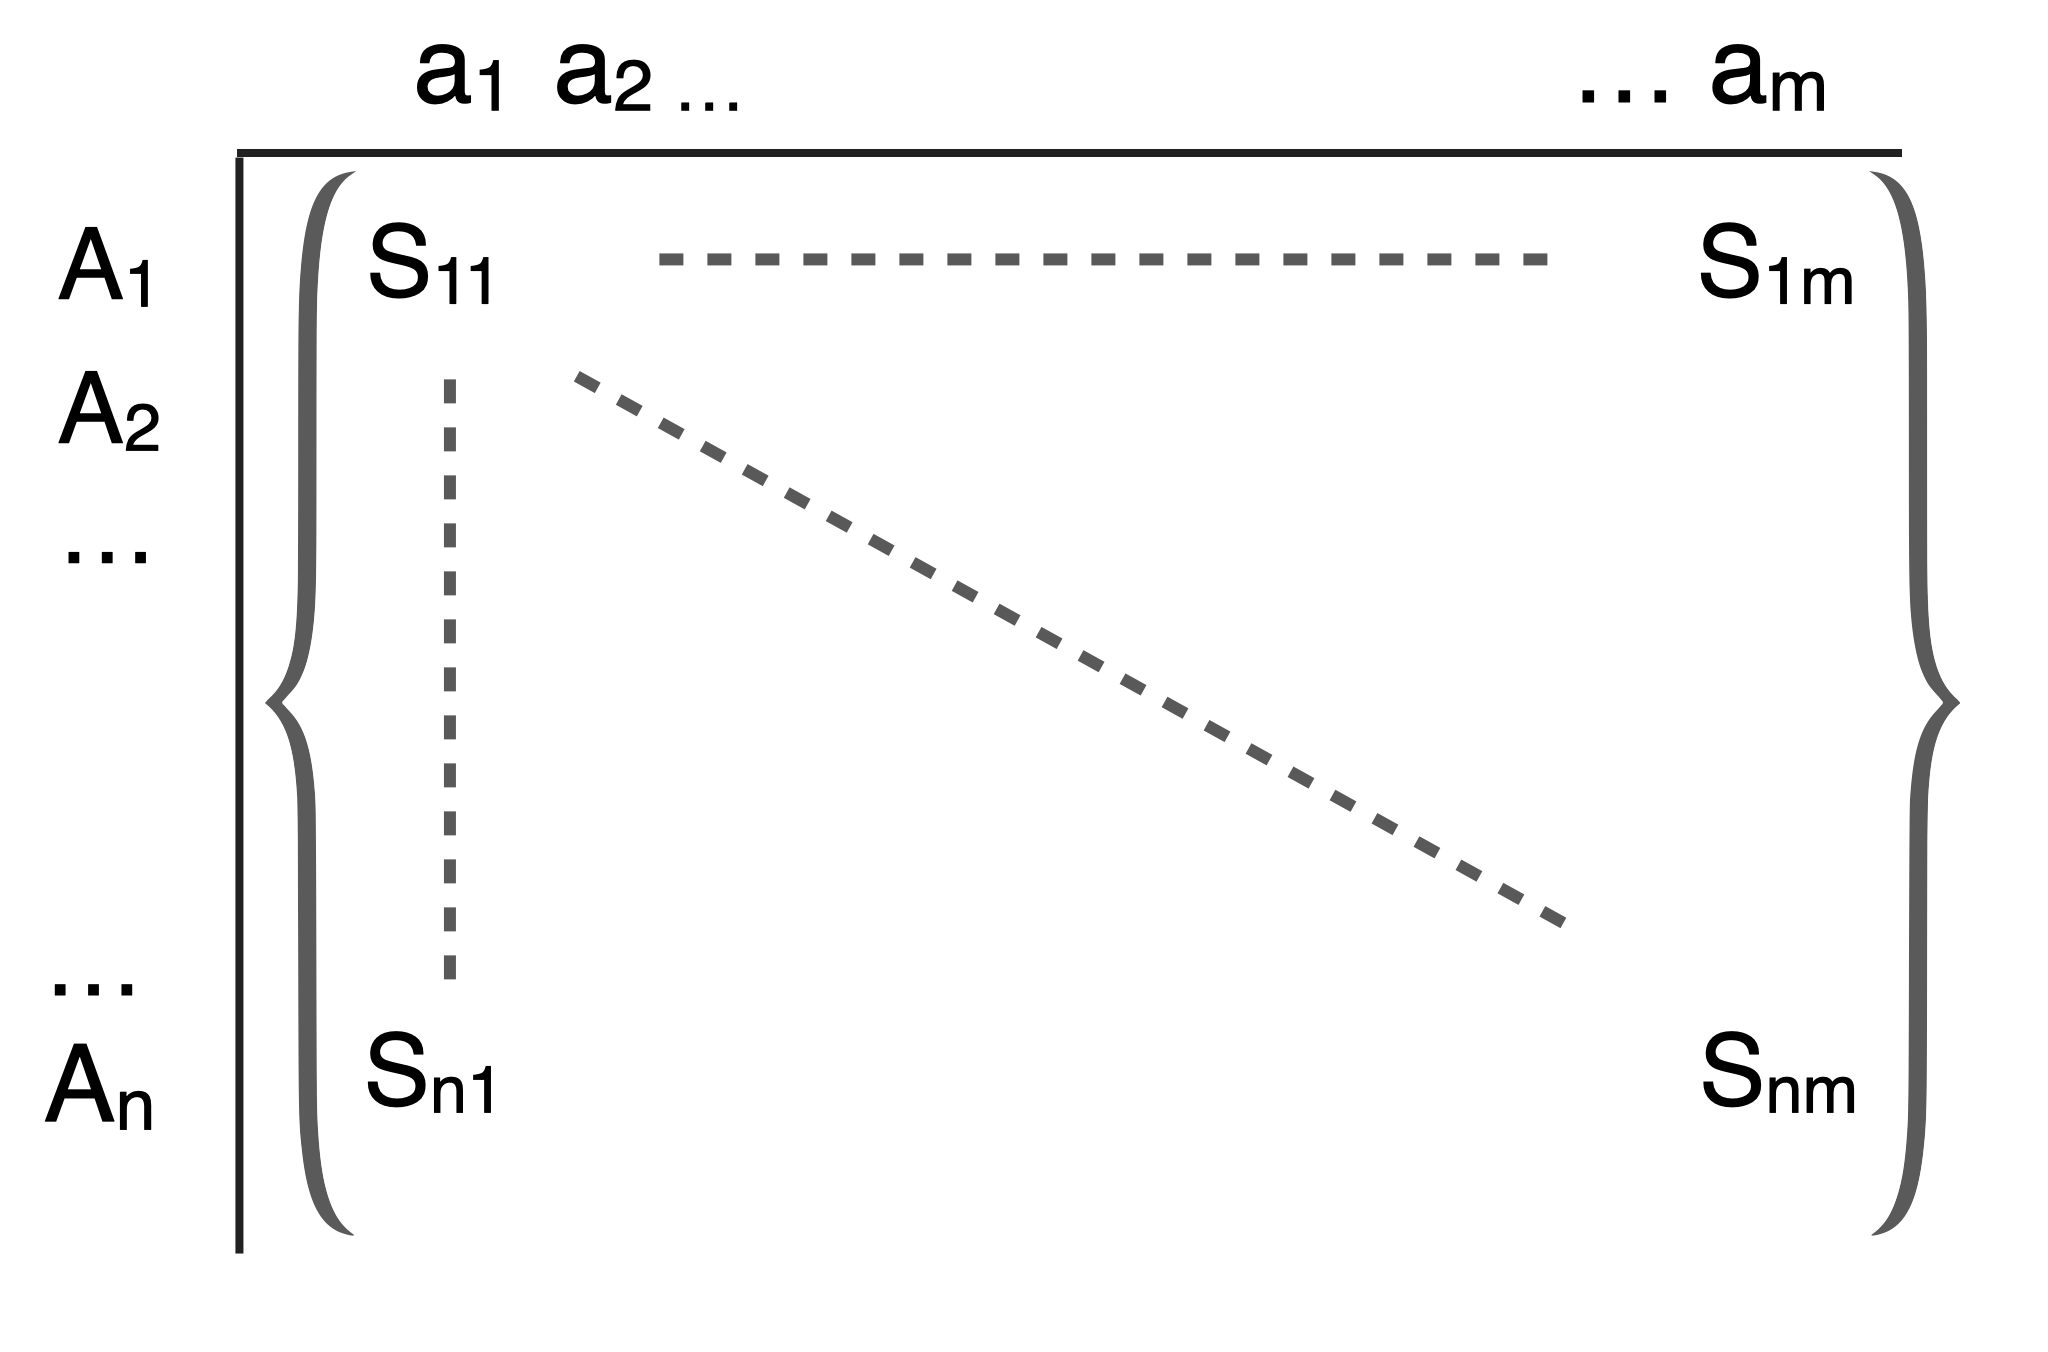 a1 a2 ... ... am
A1 S11 S1m
A2
...
...
An Sn1 Snm